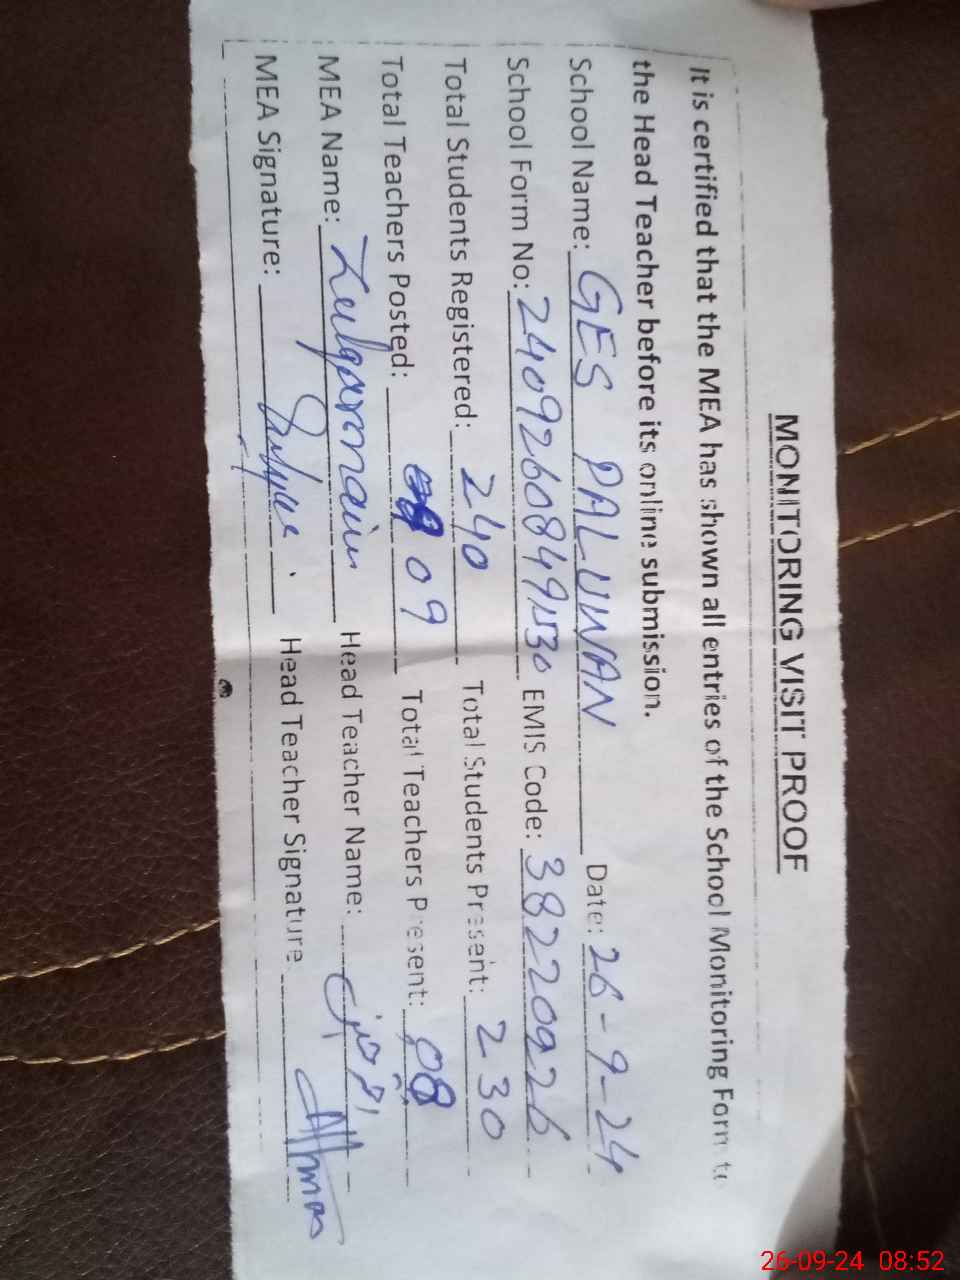 MONITORING VISIT PROOF
It is certified that the MEA has shown all entries of the School Monitoring Form to
the Head Teacher before its online submission.
School Name: GES PALUWAN Date: 26-9-24
School Form No: EMIS Code: 38220926
Total Students Registered: 240 Total Students Present: 230
Total Teachers Posted: 09 Total Teachers Present: 08
MEA Name: Zulqarnain Head Teacher Name:
MEA Signature: Head Teacher Signature
26-09-24 08:52